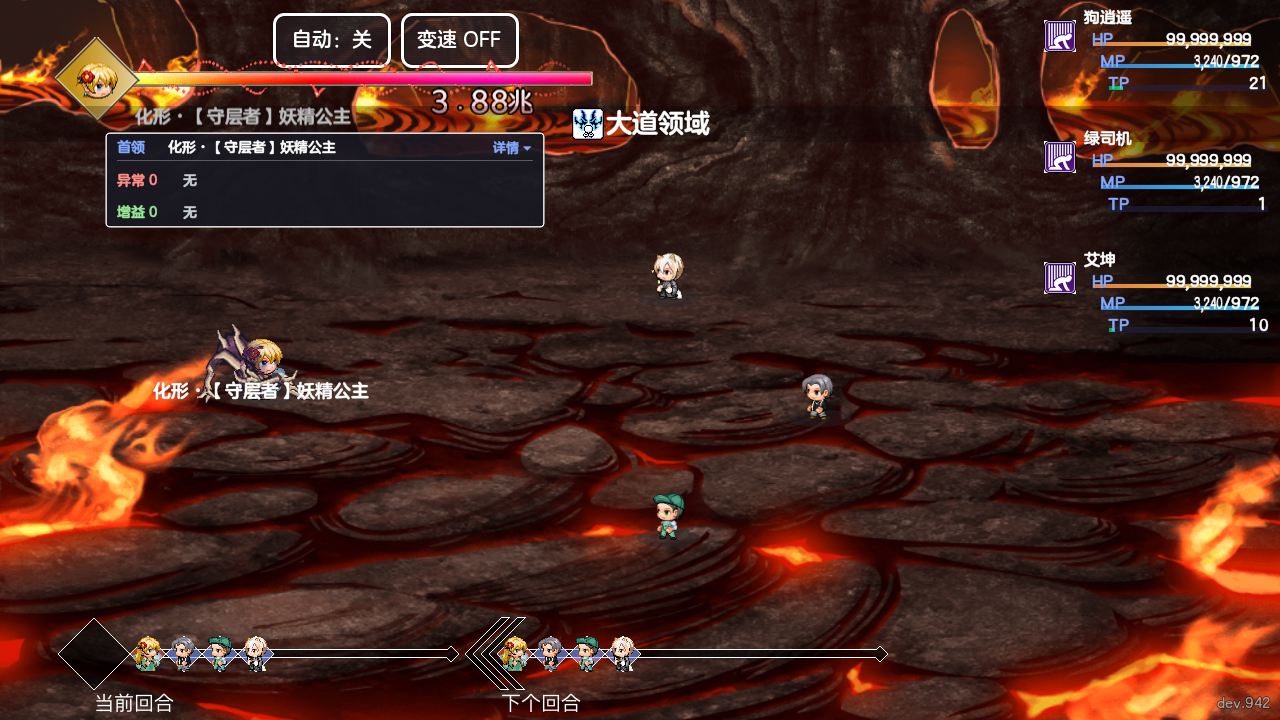 自动：关
变速 OFF
3.88兆
化形·【守层者】妖精公主
大道领域
首领 化形·【守层者】妖精公主 详情
异常 0 无
增益 0 无
狗逍遥
HP 99,999,999
MP 3,240/972
TP 21
绿司机
HP 99,999,999
MP 3,240/972
TP 1
艾坤
HP 99,999,999
MP 3,240/972
TP 10
化形·【守层者】妖精公主
当前回合
下个回合
dev.942